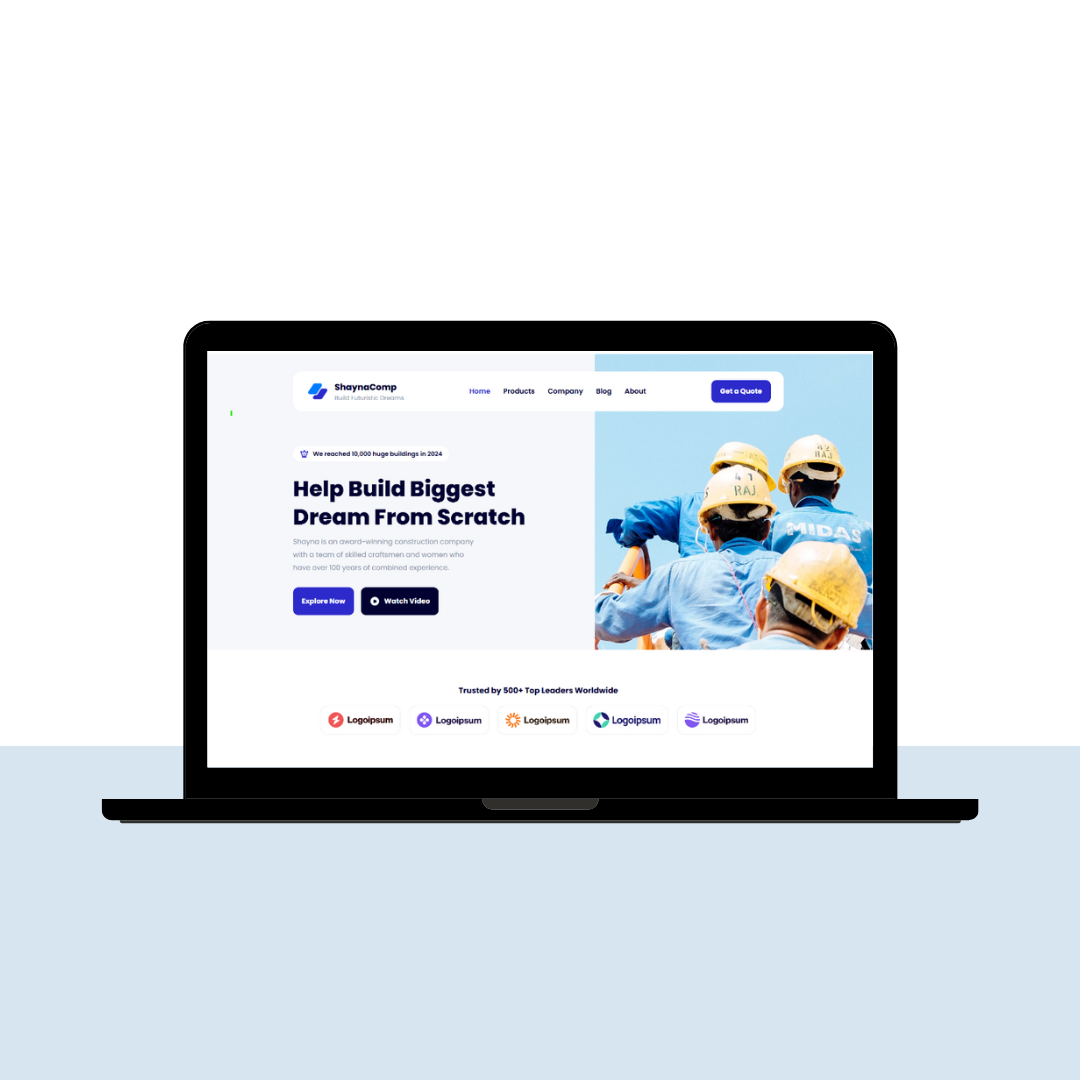 ShaynaComp
Build Futuristic Dreams
Home Products Company Blog About
Get a Quote
We reached 10,000 huge buildings in 2024
Help Build Biggest
Dream From Scratch
Shayna is an award-winning construction company
with a team of skilled craftsmen and women who
have over 100 years of combined experience.
Explore Now
Watch Video
42
RAJ
41
RAJ
MIDAS
Trusted by 500+ Top Leaders Worldwide
Logoipsum Logoipsum Logoipsum Logoipsum Logoipsum